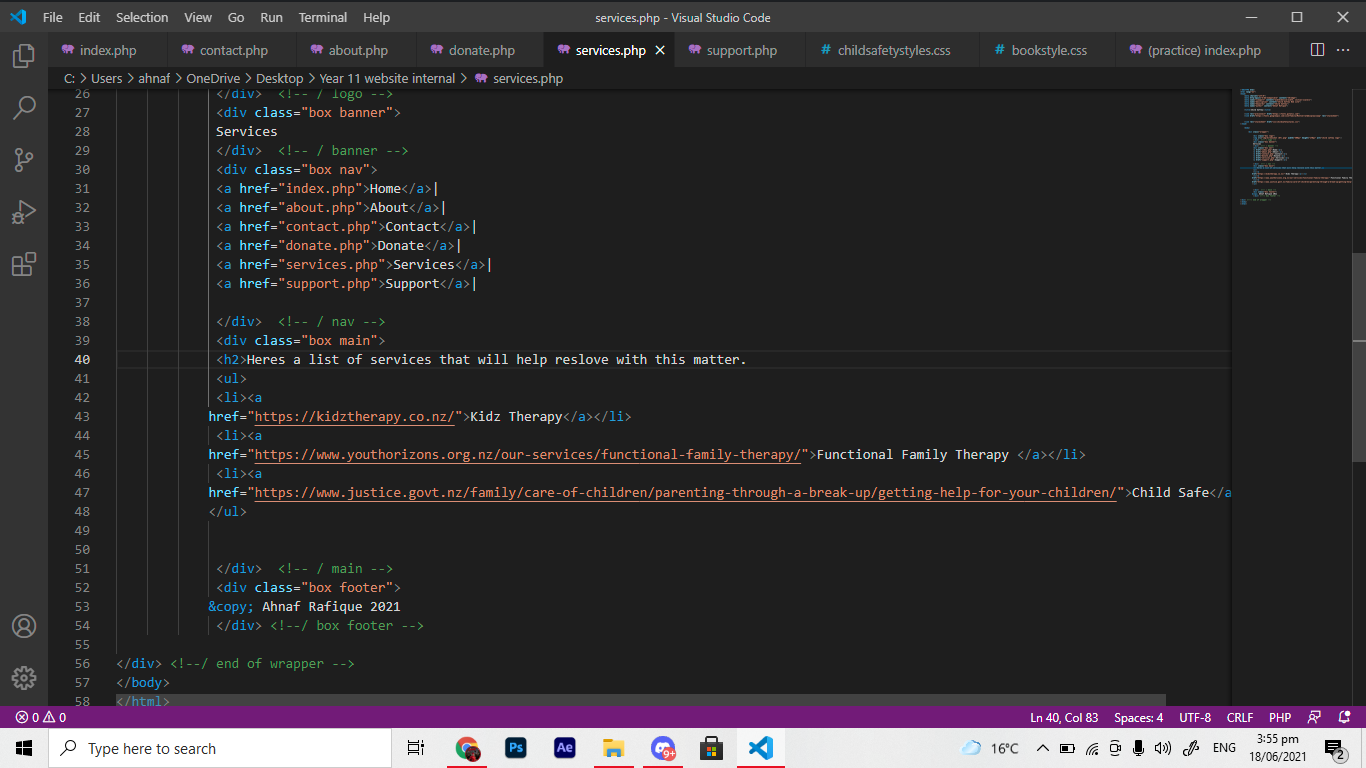 File Edit Selection View Go Run Terminal Help services.php - Visual Studio Code
index.php contact.php about.php donate.php services.php support.php # childsafetystyles.css # bookstyle.css (practice) index.php
C: > Users > ahnaf > OneDrive > Desktop > Year 11 website internal > services.php
26 </div>  <!-- / logo -->
27 <div class="box banner">
28 Services
29 </div>  <!-- / banner -->
30 <div class="box nav">
31 <a href="index.php">Home</a>|
32 <a href="about.php">About</a>|
33 <a href="contact.php">Contact</a>|
34 <a href="donate.php">Donate</a>|
35 <a href="services.php">Services</a>|
36 <a href="support.php">Support</a>|
37
38 </div>  <!-- / nav -->
39 <div class="box main">
40 <h2>Heres a list of services that will help reslove with this matter.
41 <ul>
42 <li><a
43 href="https://kidztherapy.co.nz/">Kidz Therapy</a></li>
44 <li><a
45 href="https://www.youthorizons.org.nz/our-services/functional-family-therapy/">Functional Family Therapy </a></li>
46 <li><a
47 href="https://www.justice.govt.nz/family/care-of-children/parenting-through-a-break-up/getting-help-for-your-children/">Child Safe</a
48 </ul>
49
50
51 </div>  <!-- / main -->
52 <div class="box footer">
53 &copy; Ahnaf Rafique 2021
54 </div> <!--/ box footer -->
55
56 </div> <!--/ end of wrapper -->
57 </body>
58 </html>
0 0 Ln 40, Col 83 Spaces: 4 UTF-8 CRLF PHP
Type here to search Ps Ae 9+ 16°C ENG 3:55 pm 18/06/2021 2